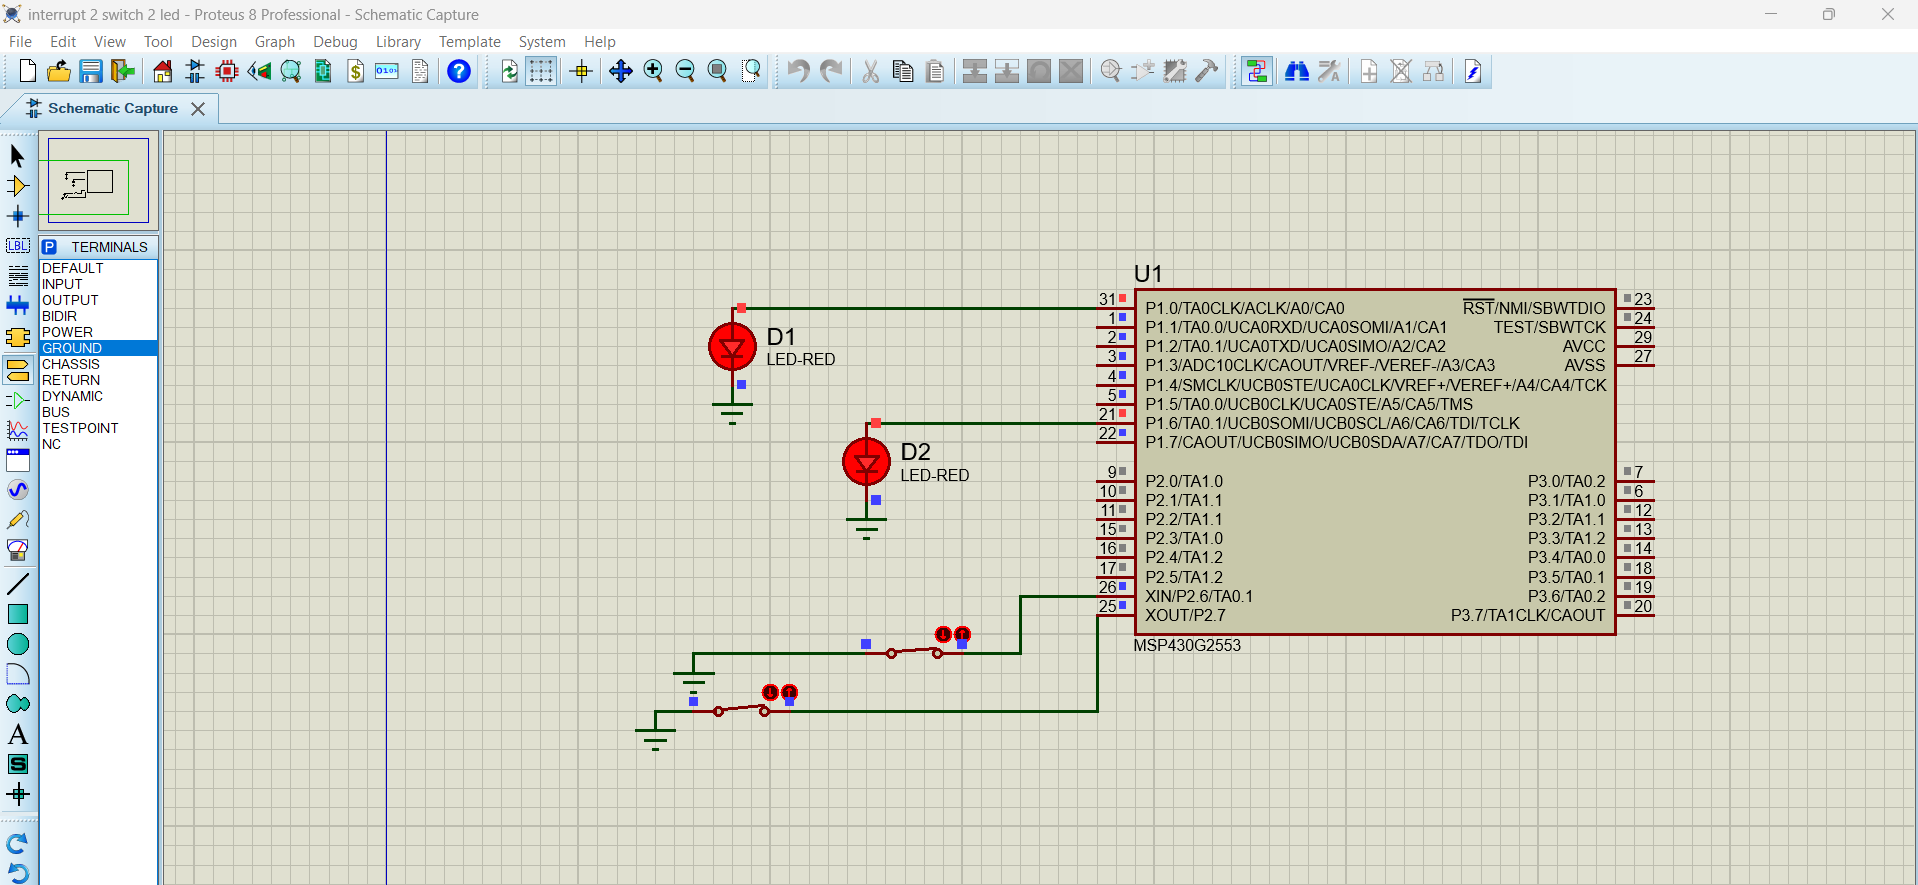 interrupt 2 switch 2 led - Proteus 8 Professional - Schematic Capture
File Edit View Tool Design Graph Debug Library Template System Help
Schematic Capture
LBL
P TERMINALS
DEFAULT
INPUT
OUTPUT
BIDIR
POWER
GROUND
CHASSIS
RETURN
DYNAMIC
BUS
TESTPOINT
NC
A
S
D1
LED-RED
D2
LED-RED
U1
31 P1.0/TA0CLK/ACLK/A0/CA0
1 P1.1/TA0.0/UCA0RXD/UCA0SOMI/A1/CA1
2 P1.2/TA0.1/UCA0TXD/UCA0SIMO/A2/CA2
3 P1.3/ADC10CLK/CAOUT/VREF-/VEREF-/A3/CA3
4 P1.4/SMCLK/UCB0STE/UCA0CLK/VREF+/VEREF+/A4/CA4/TCK
5 P1.5/TA0.0/UCB0CLK/UCA0STE/A5/CA5/TMS
21 P1.6/TA0.1/UCB0SOMI/UCB0SCL/A6/CA6/TDI/TCLK
22 P1.7/CAOUT/UCB0SIMO/UCB0SDA/A7/CA7/TDO/TDI
9 P2.0/TA1.0
10 P2.1/TA1.1
11 P2.2/TA1.1
15 P2.3/TA1.0
16 P2.4/TA1.2
17 P2.5/TA1.2
26 XIN/P2.6/TA0.1
25 XOUT/P2.7
RST/NMI/SBWTDIO 23
TEST/SBWTCK 24
AVCC 29
AVSS 27
P3.0/TA0.2 7
P3.1/TA1.0 6
P3.2/TA1.1 12
P3.3/TA1.2 13
P3.4/TA0.0 14
P3.5/TA0.1 18
P3.6/TA0.2 19
P3.7/TA1CLK/CAOUT 20
MSP430G2553